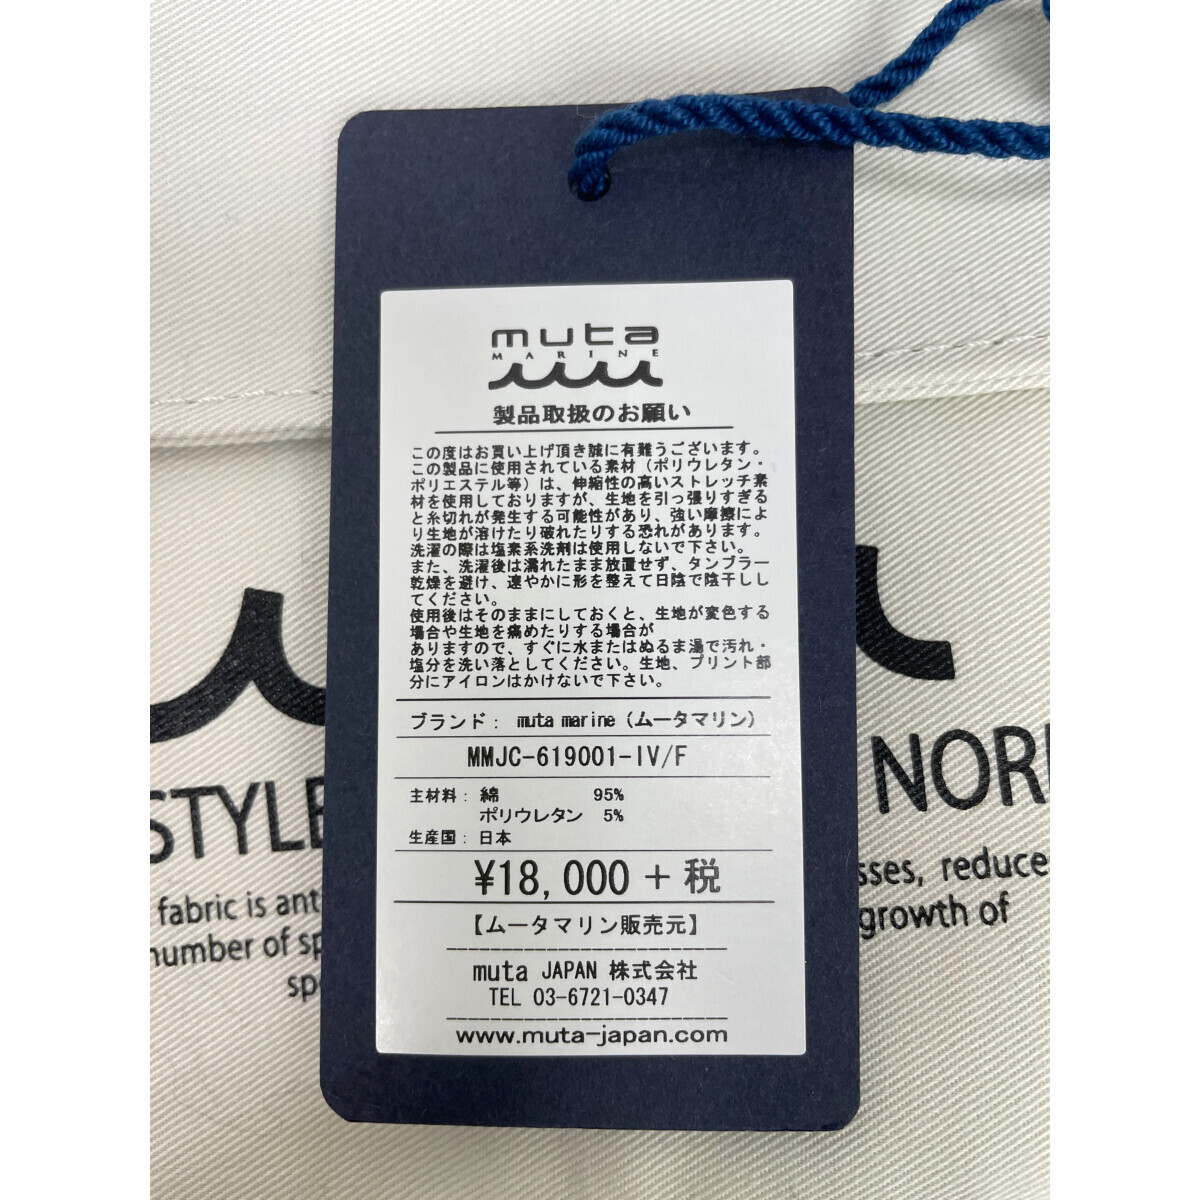 muta
MARINE
製品取扱のお願い
この度はお買い上げ頂き誠に有難うございます。
この製品に使用されている素材（ポリウレタン・
ポリエステル等）は、伸縮性の高いストレッチ素
材を使用しておりますが、生地を引っ張りすぎる
と糸切れが発生する可能性があり、強い摩擦によ
り生地が溶けたり破れたりする恐れがあります。
洗濯の際は塩素系洗剤は使用しないで下さい。
また、洗濯後は濡れたまま放置せず、タンブラー
乾燥を避け、速やかに形を整えて日陰で陰干しし
てください。
使用後はそのままにしておくと、生地が変色する
場合や生地を痛めたりする場合が
ありますので、すぐに水またはぬるま湯で汚れ・
塩分を洗い落としてください。生地、プリント部
分にアイロンはかけないで下さい。
ブランド： muta marine（ムータマリン）
MMJC-619001-IV/F
主材料： 綿 95%
ポリウレタン 5%
生産国： 日本
¥18,000 + 税
【ムータマリン販売元】
muta JAPAN 株式会社
TEL 03-6721-0347
www.muta-japan.com
STYLE
NOR
fabric is ant
sses, reduce
number of sp
growth of
sp